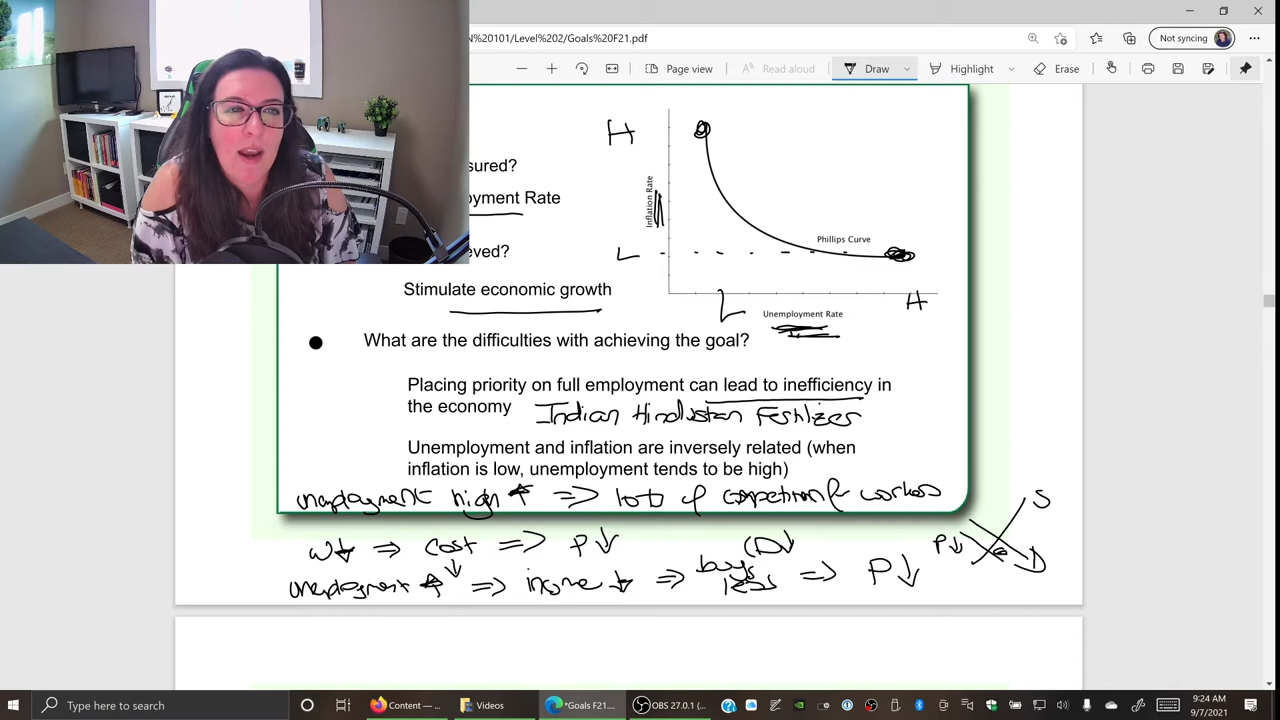 N%20101/Level%202/Goals%20F21.pdf
Not syncing
Page view
Read aloud
Draw
Highlight
Erase
sured?
oyment Rate
eved?
Stimulate economic growth
H
Inflation Rate
L
Phillips Curve
L
H
Unemployment Rate
What are the difficulties with achieving the goal?
Placing priority on full employment can lead to inefficiency in
the economy
Indian Hindustan Fertilizer
Unemployment and inflation are inversely related (when
inflation is low, unemployment tends to be high)
unemployment high ↑ => lots of competition workers
w↓ => cost ↓ => P↓
unemployment ↑ => income ↓ => buys less (D↓ => P↓
S
P↓
D
Type here to search
Content —...
Videos
*Goals F21....
OBS 27.0.1 (
9:24 AM
9/7/2021